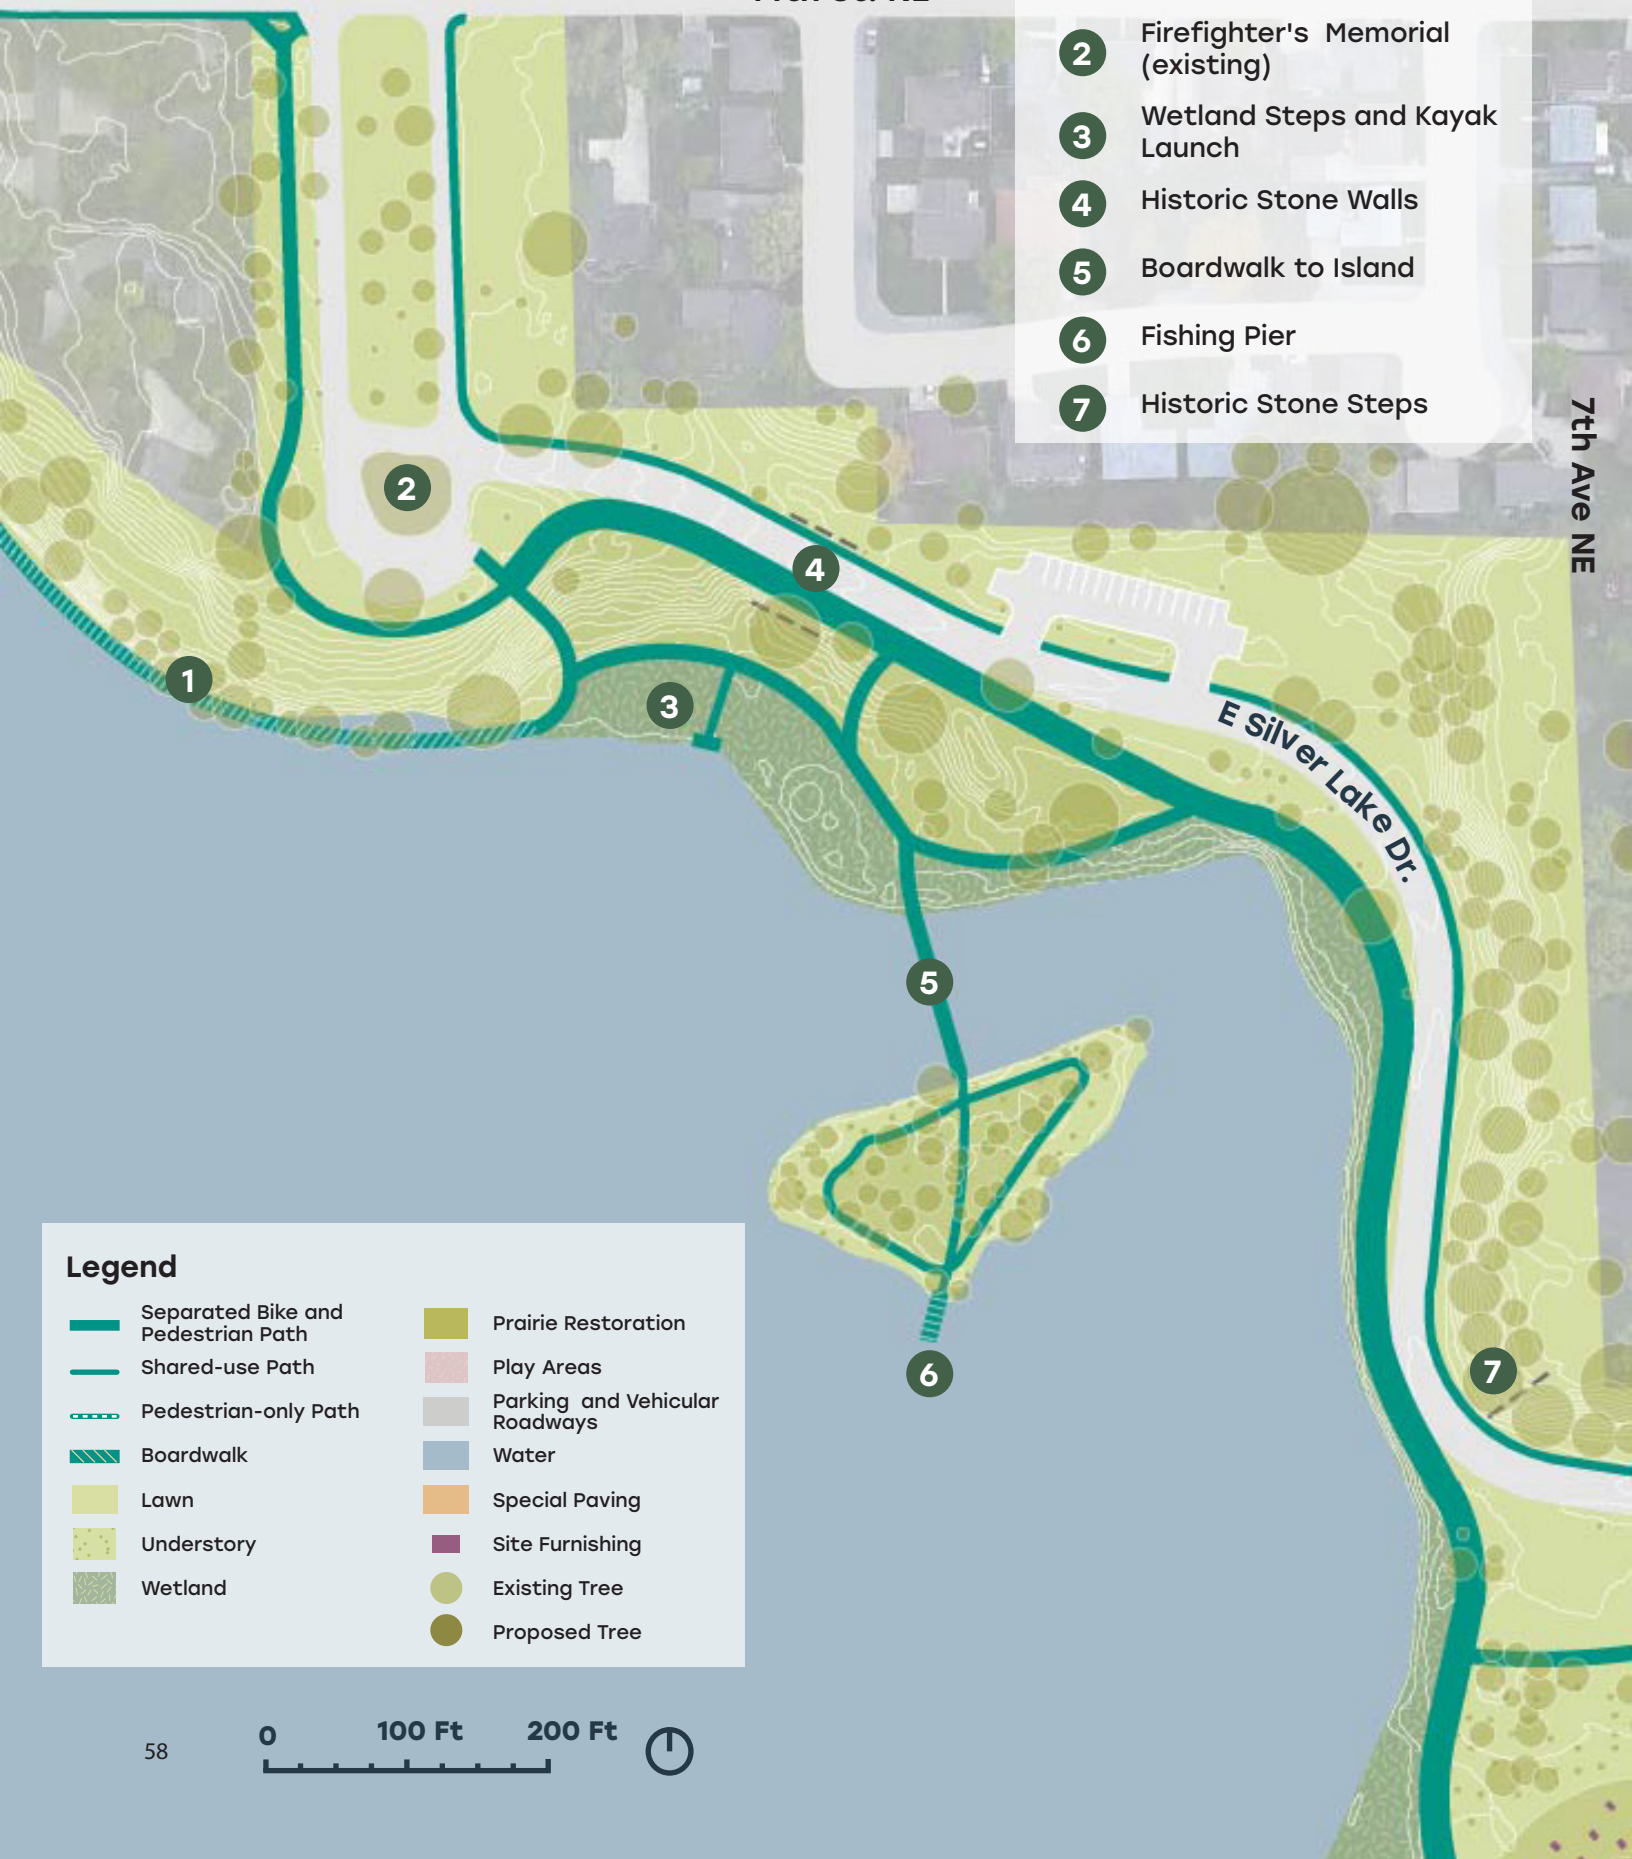 2
Firefighter's Memorial
(existing)
3
Wetland Steps and Kayak
Launch
4
Historic Stone Walls
5
Boardwalk to Island
6
Fishing Pier
7
Historic Stone Steps
7th Ave NE
2
4
1
3
E Silver Lake Dr.
5
6
7
Legend
Separated Bike and
Pedestrian Path
Shared-use Path
Pedestrian-only Path
Boardwalk
Lawn
Understory
Wetland
Prairie Restoration
Play Areas
Parking and Vehicular
Roadways
Water
Special Paving
Site Furnishing
Existing Tree
Proposed Tree
0 100 Ft 200 Ft
58